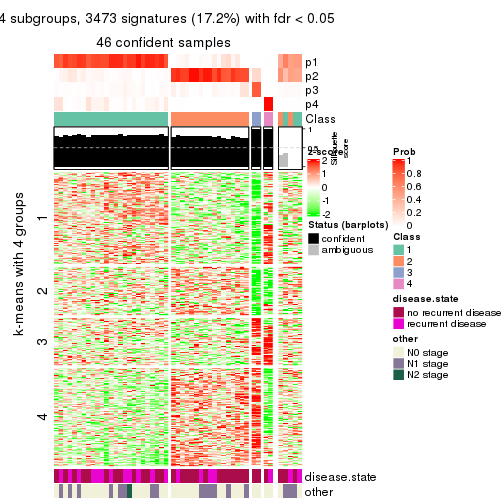 4 subgroups, 3473 signatures (17.2%) with fdr < 0.05
46 confident samples
p1
p2
p3
p4
Class
1
0.5
Silhouette
score
k-means with 4 groups
1
2
3
4
z-score
2
1
0
-1
-2
Status (barplots)
confident
ambiguous
Prob
1
0.8
0.6
0.4
0.2
0
Class
1
2
3
4
disease.state
no recurrent disease
recurrent disease
other
N0 stage
N1 stage
N2 stage
disease.state
other